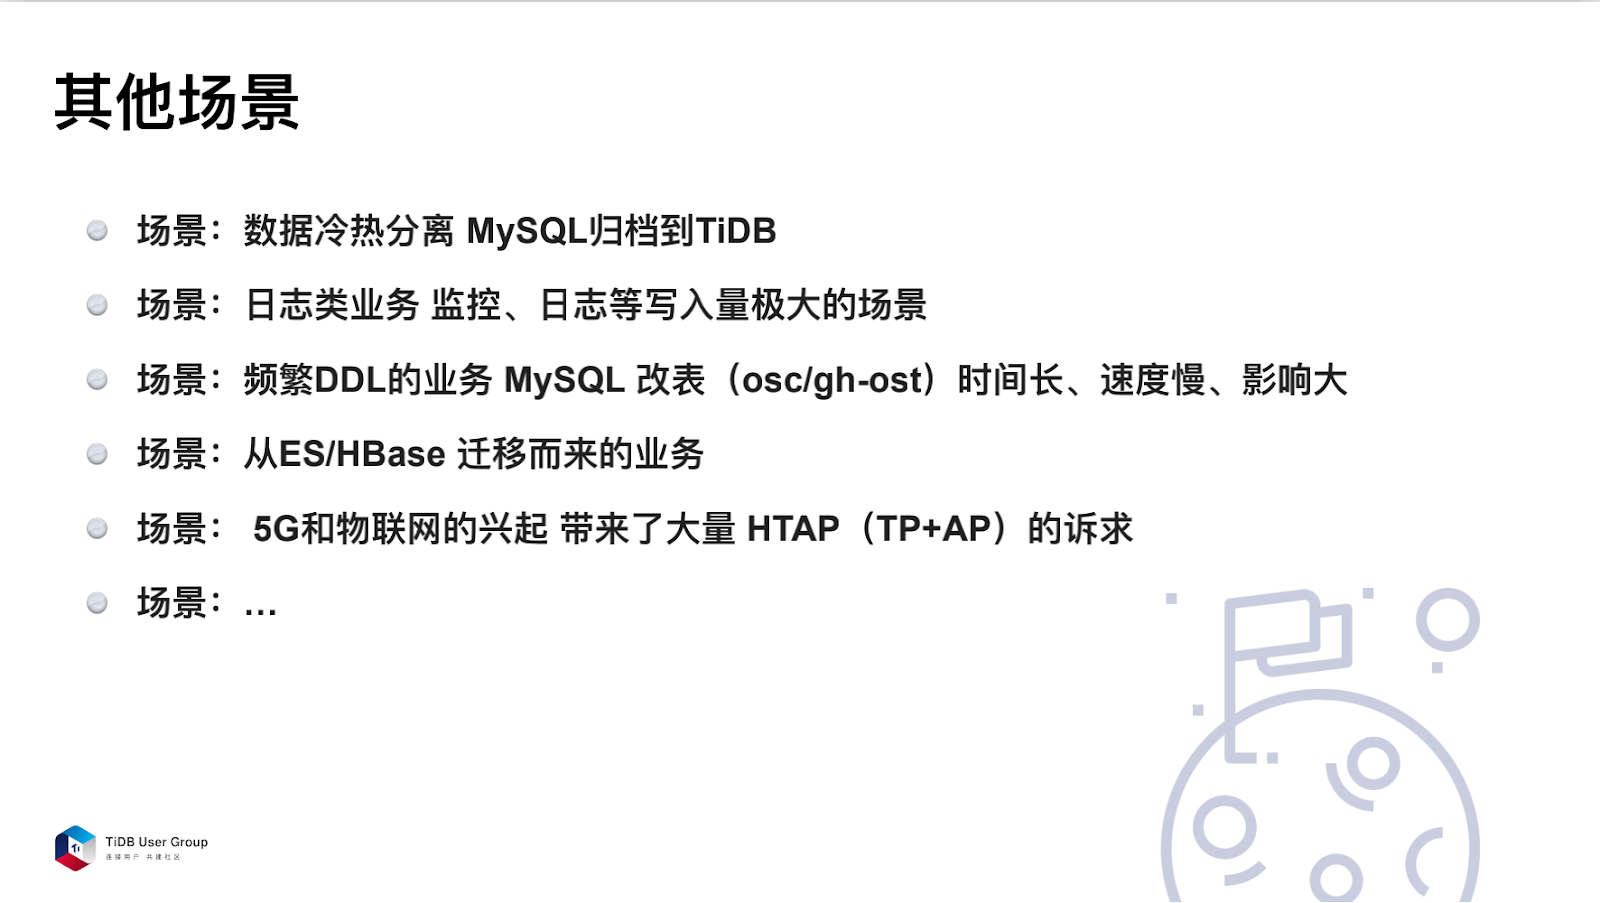 其他场景
场景：数据冷热分离 MySQL归档到TiDB
场景：日志类业务 监控、日志等写入量极大的场景
场景：频繁DDL的业务 MySQL 改表（osc/gh-ost）时间长、速度慢、影响大
场景：从ES/HBase 迁移而来的业务
场景： 5G和物联网的兴起 带来了大量 HTAP（TP+AP）的诉求
场景：…
TiDB User Group
连接用户 共建社区